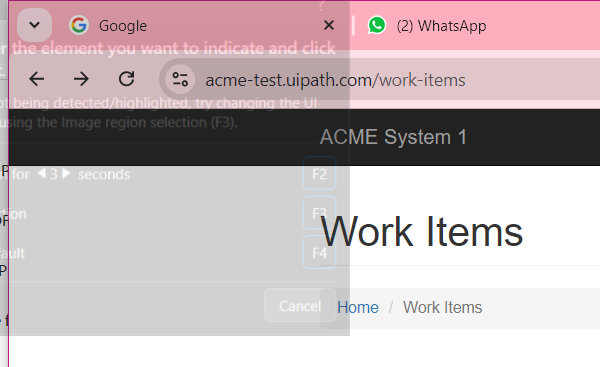 ?
Google × (2) WhatsApp
r the element you want to indicate and click
acme-test.uipath.com/work-items
ot being detected/highlighted, try changing the UI
using the Image region selection (F3).
ACME System 1
for 3 seconds F2
tion F3
Work Items
fault F4
P
Cancel
Home / Work Items